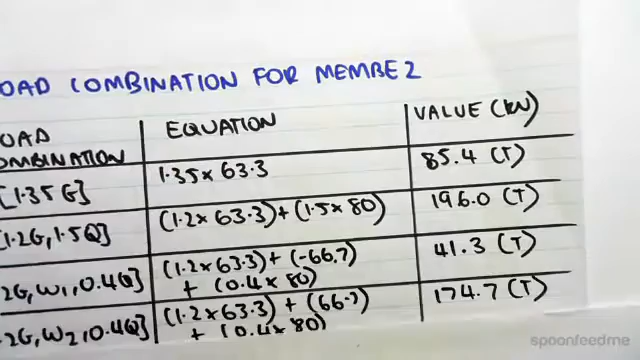 OAD COMBINATION FOR MEMBE 2
OAD
OMBINATION
EQUATION
VALUE (KN)
[1.35G]
1.35 x 63.3
85.4 (T)
1.2G, 1.5Q]
(1.2 x 63.3) + (1.5 x 80)
196.0 (T)
2G, W1, 0.4Q]
(1.2 x 63.3) + (-66.7)
+ (0.4 x 80)
41.3 (T)
2G, W2, 0.4Q]
(1.2 x 63.3) + (66.7)
+ (0.4 x 80)
174.7 (T)
spoonfeedme